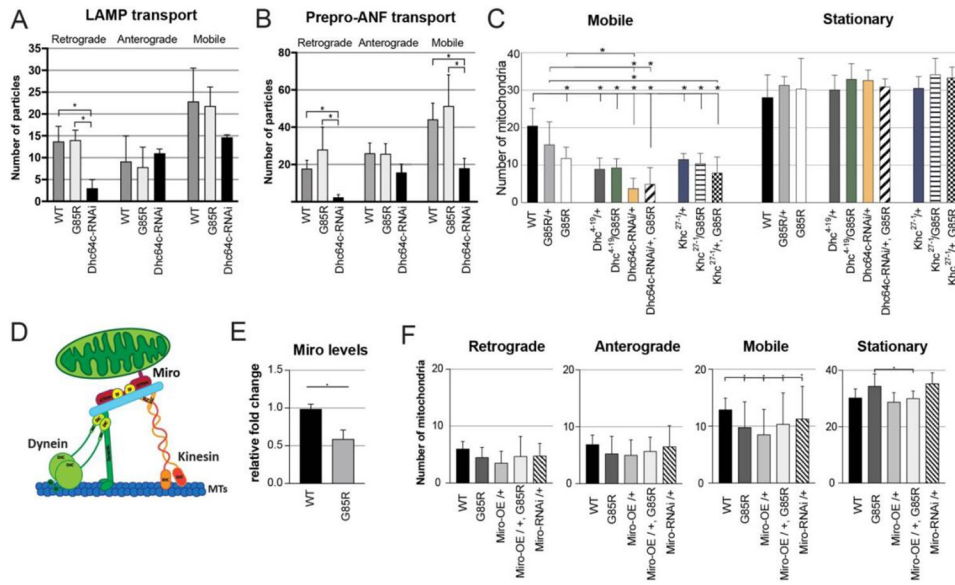 A
LAMP transport
Retrograde Anterograde Mobile
Number of particles
35
30
25
20
15
10
5
0
*
*
WT
G85R
Dhc64c-RNAi
WT
G85R
Dhc64c-RNAi
WT
G85R
Dhc64c-RNAi
B
Prepro-ANF transport
Retrograde Anterograde Mobile
Number of particles
80
60
40
20
0
*
*
*
*
WT
G85R
Dhc64c-RNAi
WT
G85R
Dhc64c-RNAi
WT
G85R
Dhc64c-RNAi
C
Mobile Stationary
Number of mitochondria
40
30
20
10
0
*
* *
* *
* * * * * * * *
WT
G85R/+
G85R
Dhc4-19/+
Dhc4-19/G85R
Dhc64c-RNAi/+
Dhc64c-RNAi/+, G85R
Khc27-1/+
Khc27-1/G85R
Khc27-1/+, G85R
WT
G85R/+
G85R
Dhc4-19/+
Dhc4-19/G85R
Dhc64c-RNAi/+
Dhc64c-RNAi/+, G85R
Khc27-1/+
Khc27-1/G85R
Khc27-1/+, G85R
D
Miro
Dynein
Kinesin
MTs
E
Miro levels
relative fold change
1.5
1.0
0.5
0.0
WT
G85R
F
Retrograde
Anterograde
Mobile
Stationary
Number of mitochondria
20
10
0
WT
G85R
Miro-OE /+
Miro-OE / +, G85R
Miro-RNAi /+
20
10
0
WT
G85R
Miro-OE /+
Miro-OE / +, G85R
Miro-RNAi /+
20
10
0
WT
G85R
Miro-OE /+
Miro-OE / +, G85R
Miro-RNAi /+
40
20
0
WT
G85R
Miro-OE /+
Miro-OE / +, G85R
Miro-RNAi /+